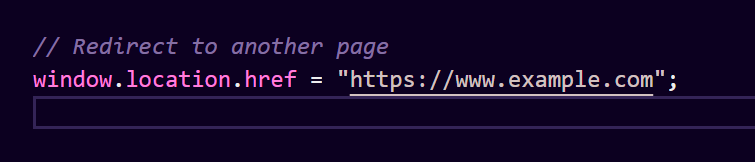 // Redirect to another page
window.location.href = "https://www.example.com";